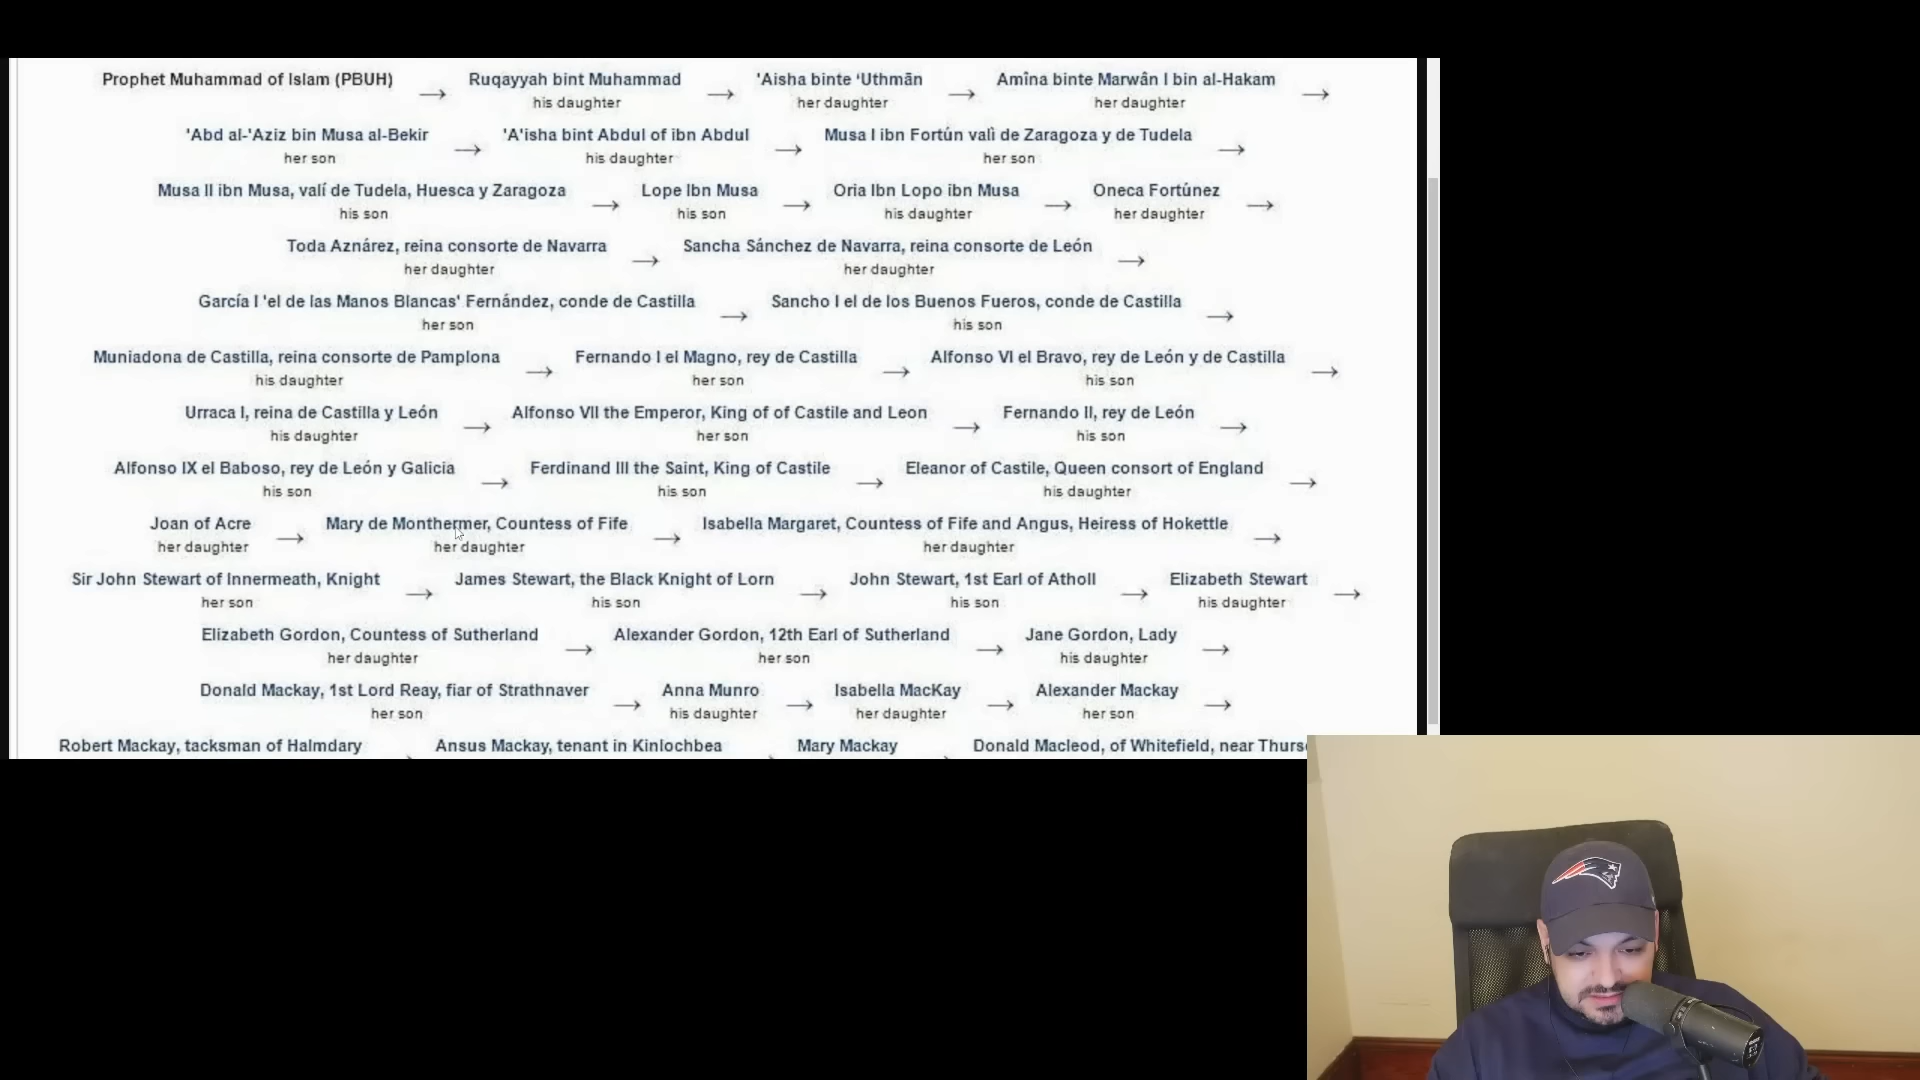 Prophet Muhammad of Islam (PBUH) → Ruqayyah bint Muhammad → 'Aisha binte ‘Uthmān → Amîna binte Marwân I bin al-Hakam →
his daughter her daughter her daughter
'Abd al-'Aziz bin Musa al-Bekir → 'A'isha bint Abdul of ibn Abdul → Musa I ibn Fortún valì de Zaragoza y de Tudela →
her son his daughter her son
Musa II ibn Musa, valí de Tudela, Huesca y Zaragoza → Lope Ibn Musa → Oria Ibn Lopo ibn Musa → Oneca Fortúnez →
his son his son his daughter her daughter
Toda Aznárez, reina consorte de Navarra → Sancha Sánchez de Navarra, reina consorte de León →
her daughter her daughter
García I 'el de las Manos Blancas' Fernández, conde de Castilla → Sancho I el de los Buenos Fueros, conde de Castilla →
her son his son
Muniadona de Castilla, reina consorte de Pamplona → Fernando I el Magno, rey de Castilla → Alfonso VI el Bravo, rey de León y de Castilla →
his daughter her son his son
Urraca I, reina de Castilla y León → Alfonso VII the Emperor, King of of Castile and Leon → Fernando II, rey de León →
his daughter her son his son
Alfonso IX el Baboso, rey de León y Galicia → Ferdinand III the Saint, King of Castile → Eleanor of Castile, Queen consort of England →
his son his son his daughter
Joan of Acre → Mary de Monthermer, Countess of Fife → Isabella Margaret, Countess of Fife and Angus, Heiress of Hokettle →
her daughter her daughter her daughter
Sir John Stewart of Innermeath, Knight → James Stewart, the Black Knight of Lorn → John Stewart, 1st Earl of Atholl → Elizabeth Stewart →
her son his son his son his daughter
Elizabeth Gordon, Countess of Sutherland → Alexander Gordon, 12th Earl of Sutherland → Jane Gordon, Lady →
her daughter her son his daughter
Donald Mackay, 1st Lord Reay, fiar of Strathnaver → Anna Munro → Isabella MacKay → Alexander Mackay →
her son his daughter her daughter her son
Robert Mackay, tacksman of Halmdary Ansus Mackay, tenant in Kinlochbea Mary Mackay Donald Macleod, of Whitefield, near